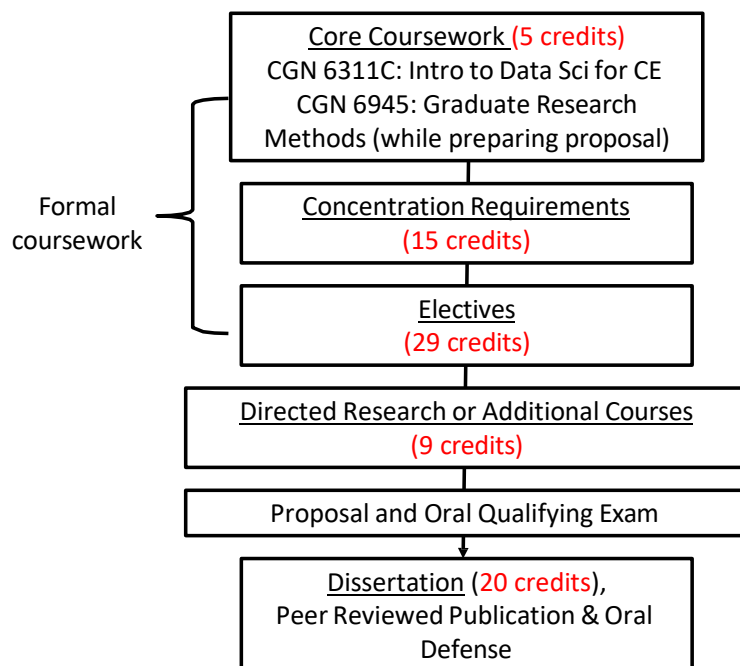 Core Coursework (5 credits)
CGN 6311C: Intro to Data Sci for CE
CGN 6945: Graduate Research
Methods (while preparing proposal)
Formal
coursework
Concentration Requirements
(15 credits)
Electives
(29 credits)
Directed Research or Additional Courses
(9 credits)
Proposal and Oral Qualifying Exam
Dissertation (20 credits),
Peer Reviewed Publication & Oral
Defense